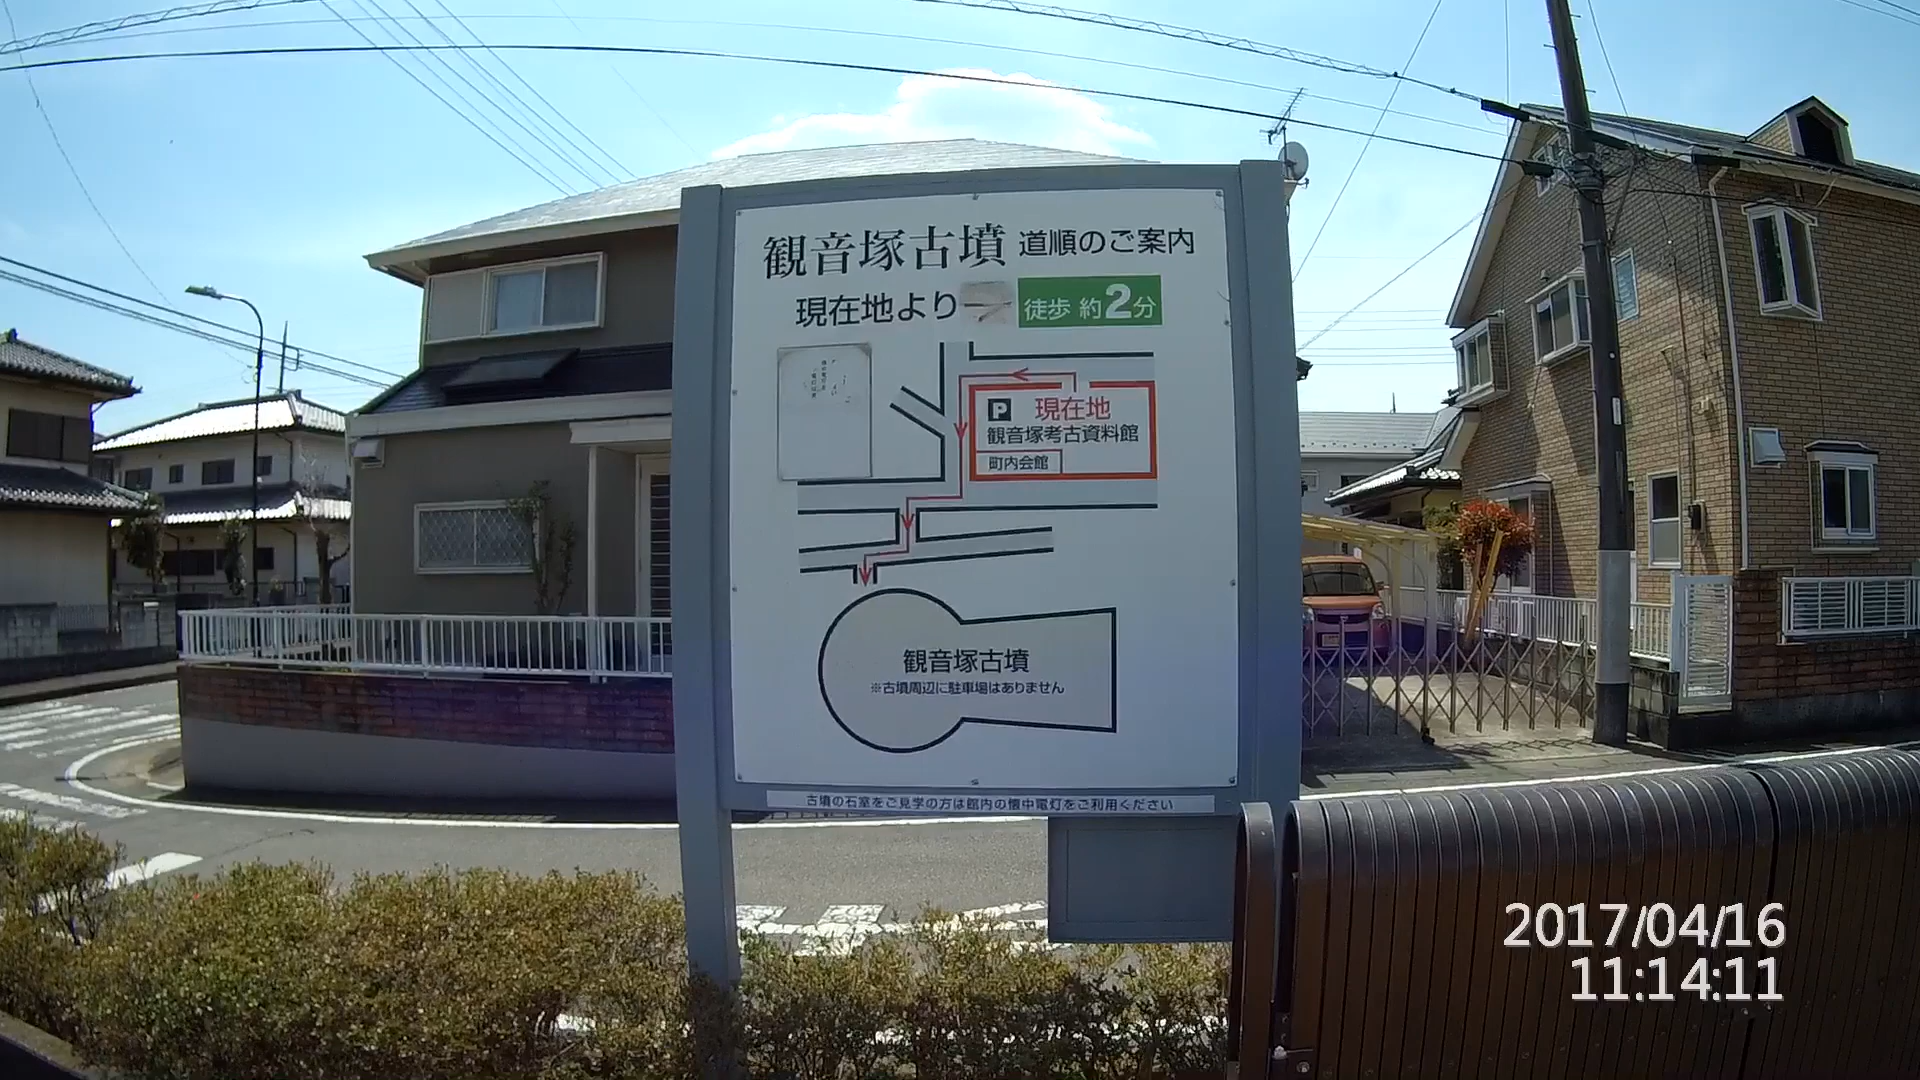 観音塚古墳 道順のご案内
現在地より 徒歩 約2分
P 現在地
観音塚考古資料館
町内会館
観音塚古墳
※古墳周辺に駐車場はありません
古墳の石室をご見学の方は館内の懐中電灯をご利用ください
2017/04/16
11:14:11